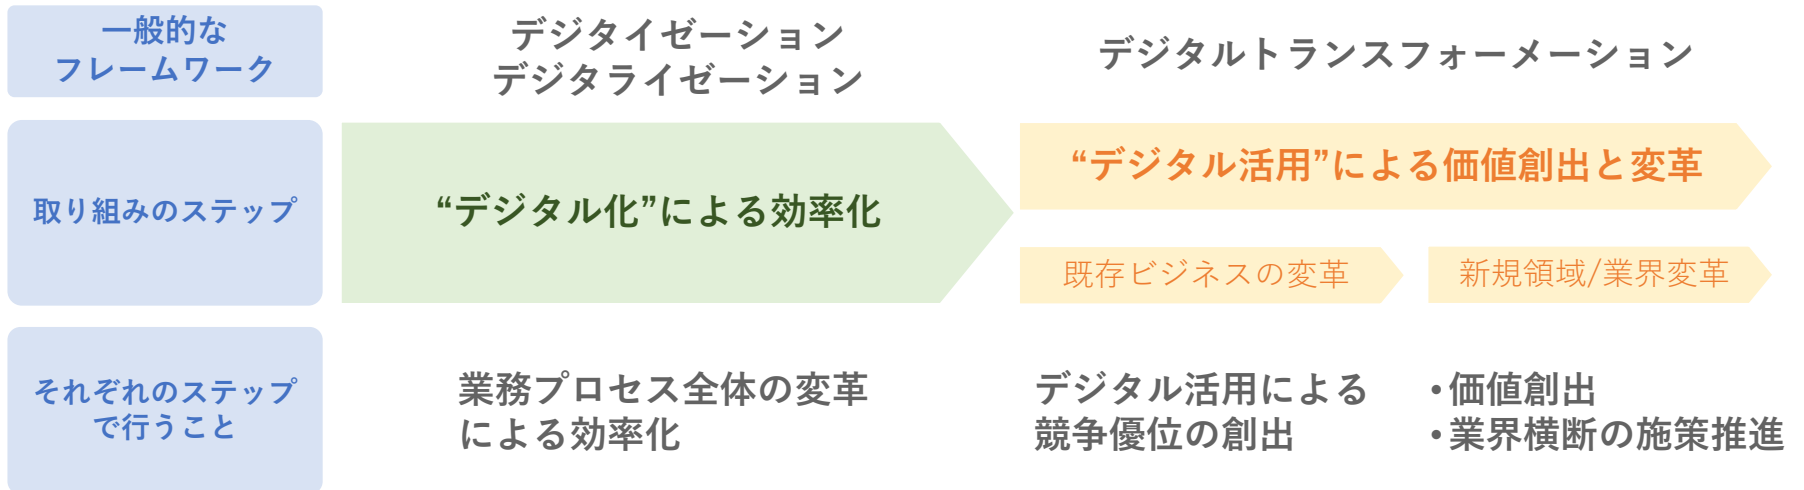 一般的な
フレームワーク
デジタイゼーション
デジタライゼーション
デジタルトランスフォーメーション
取り組みのステップ
“デジタル化”による効率化
“デジタル活用”による価値創出と変革
既存ビジネスの変革
新規領域/業界変革
それぞれのステップ
で行うこと
業務プロセス全体の変革
による効率化
デジタル活用による
競争優位の創出
・価値創出
・業界横断の施策推進